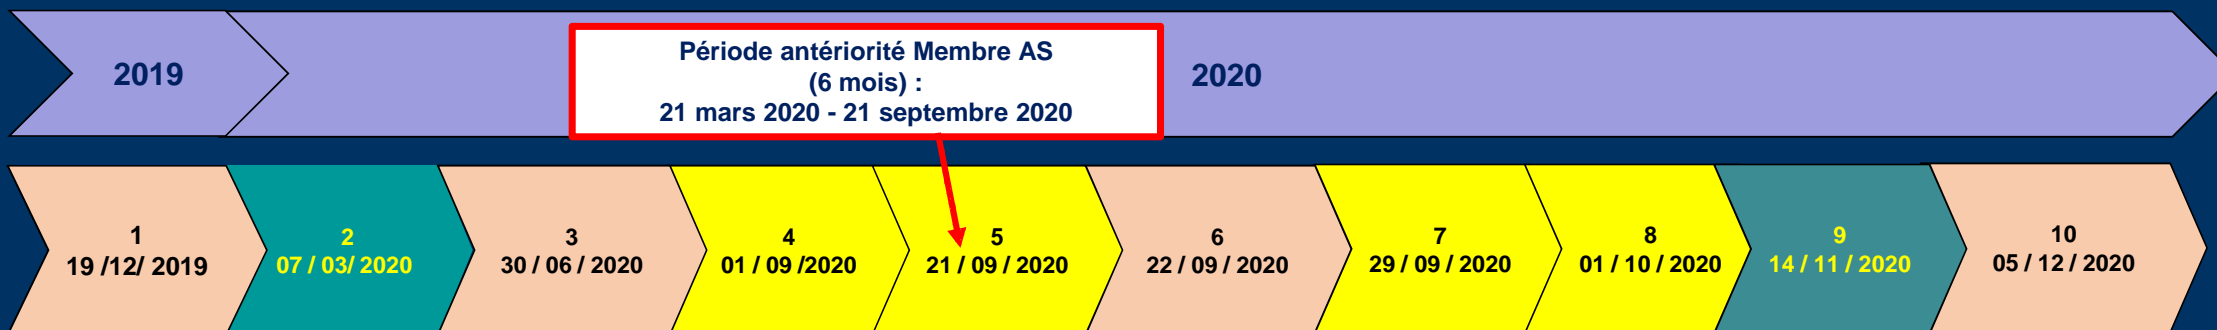 2019
Période antériorité Membre AS
(6 mois) :
21 mars 2020 - 21 septembre 2020
2020
1
19 /12/ 2019
2
07 / 03/ 2020
3
30 / 06 / 2020
4
01 / 09 /2020
5
21 / 09 / 2020
6
22 / 09 / 2020
7
29 / 09 / 2020
8
01 / 10 / 2020
9
14 / 11 / 2020
10
05 / 12 / 2020